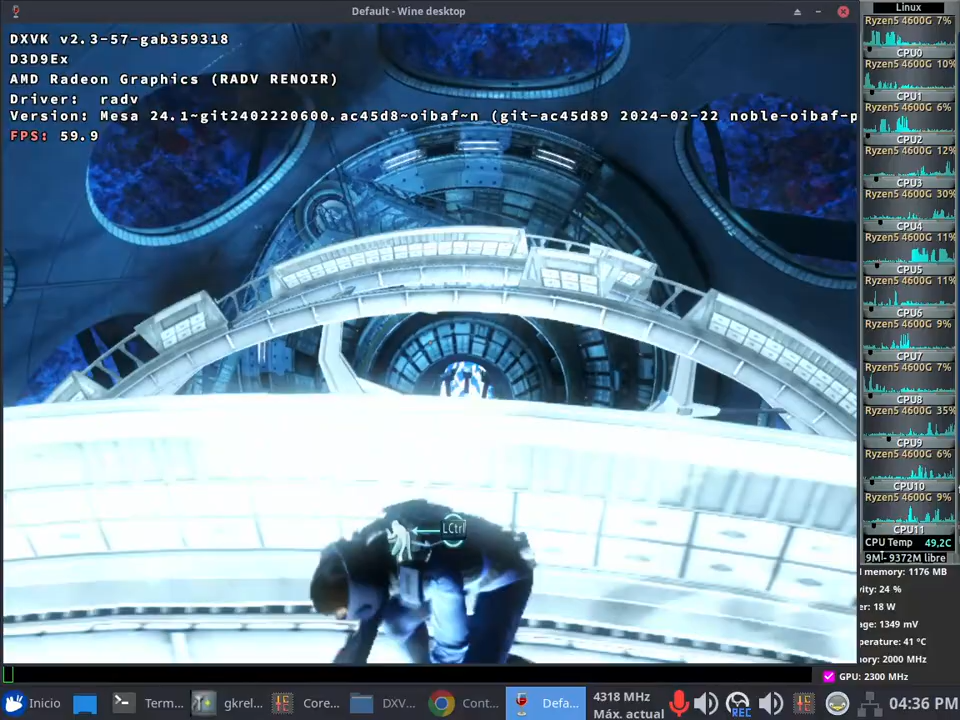 Default - Wine desktop
DXVK v2.3-57-gab359318
D3D9Ex
AMD Radeon Graphics (RADV RENOIR)
Driver: radv
Version: Mesa 24.1~git2402220600.ac45d8~oibaf~n (git-ac45d89 2024-02-22 noble-oibaf-p
FPS: 59.9
LCtrl
Linux
Ryzen5 4600G 7%
CPU0
Ryzen5 4600G 10%
CPU1
Ryzen5 4600G 6%
CPU2
Ryzen5 4600G 12%
CPU3
Ryzen5 4600G 30%
CPU4
Ryzen5 4600G 11%
CPU5
Ryzen5 4600G 11%
CPU6
Ryzen5 4600G 9%
CPU7
Ryzen5 4600G 7%
CPU8
Ryzen5 4600G 35%
CPU9
Ryzen5 4600G 6%
CPU10
Ryzen5 4600G 9%
CPU11
CPU Temp 49,2C
9M - 9372M libre
memory: 1176 MB
vity: 24 %
er: 18 W
age: 1349 mV
perature: 41 °C
ory: 2000 MHz
GPU: 2300 MHz
Inicio
Term...
gkrel...
Core...
DXV...
Cont...
Defa...
4318 MHz
Máx. actual
REC
04:36 PM